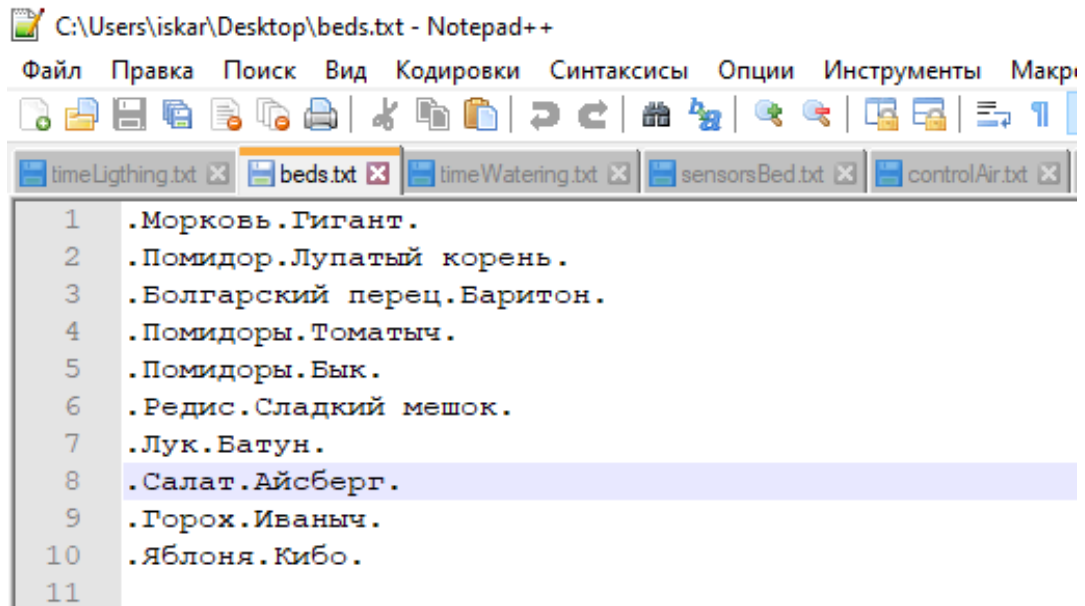 C:\Users\iskar\Desktop\beds.txt - Notepad++
Файл Правка Поиск Вид Кодировки Синтаксисы Опции Инструменты
timeLigthing.txt beds.txt timeWatering.txt sensorsBed.txt controlAir.txt
1 .Морковь.Гигант.
2 .Помидор.Лупатый корень.
3 .Болгарский перец.Баритон.
4 .Помидоры.Томатыч.
5 .Помидоры.Бык.
6 .Редис.Сладкий мешок.
7 .Лук.Батун.
8 .Салат.Айсберг.
9 .Горох.Иваныч.
10 .Яблоня.Кибо.
11